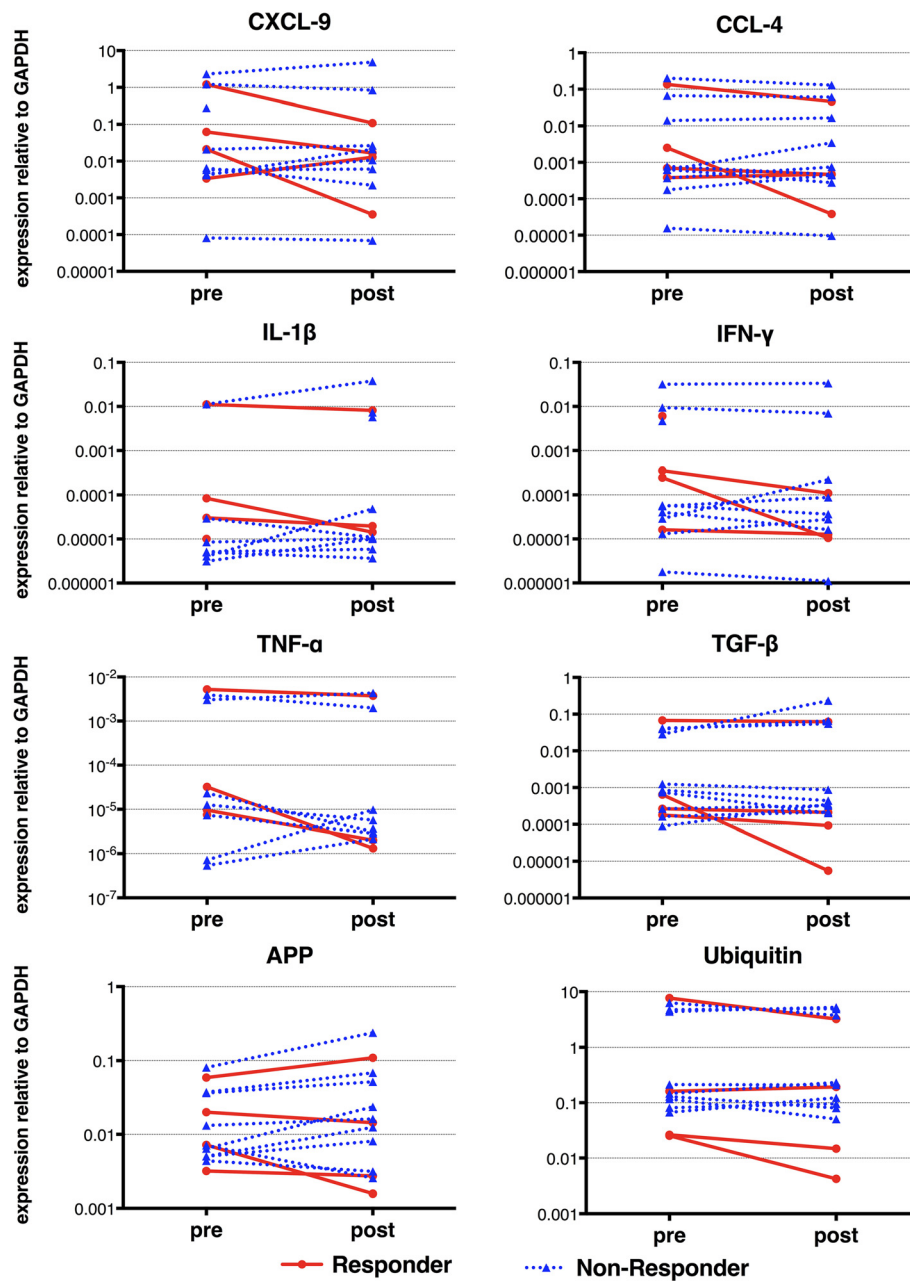 CXCL-9
expression relative to GAPDH
10
1
0.1
0.01
0.001
0.0001
0.00001
pre
post
CCL-4
1
0.1
0.01
0.001
0.0001
0.00001
0.000001
pre
post
IL-1β
expression relative to GAPDH
0.1
0.01
0.001
0.0001
0.00001
0.000001
pre
post
IFN-γ
0.1
0.01
0.001
0.0001
0.00001
0.000001
pre
post
TNF-α
expression relative to GAPDH
10⁻²
10⁻³
10⁻⁴
10⁻⁵
10⁻⁶
10⁻⁷
pre
post
TGF-β
1
0.1
0.01
0.001
0.0001
0.00001
0.000001
pre
post
APP
expression relative to GAPDH
1
0.1
0.01
0.001
pre
post
Ubiquitin
10
1
0.1
0.01
0.001
pre
post
Responder
Non-Responder